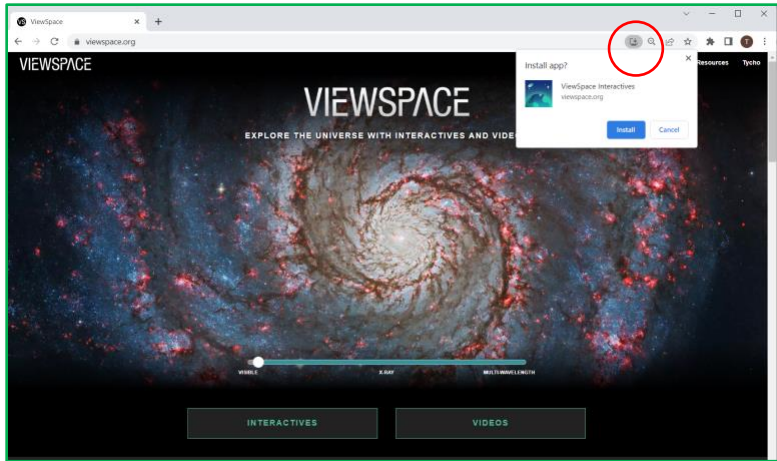 VS ViewSpace
viewspace.org
VIEWSPACE
Resources Tycho
Install app?
ViewSpace Interactives
viewspace.org
Install Cancel
T
VIEWSPACE
EXPLORE THE UNIVERSE WITH INTERACTIVES AND VIDE
VISIBLE X-RAY MULTIWAVELENGTH
INTERACTIVES VIDEOS